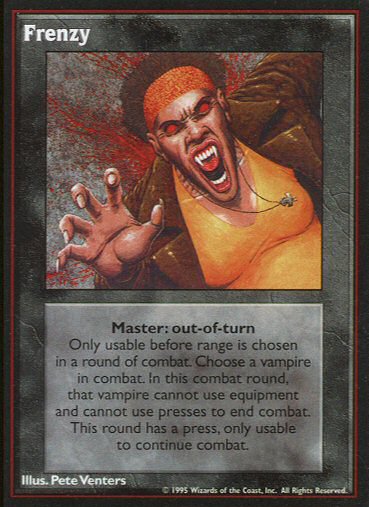 Frenzy
Master: out-of-turn
Only usable before range is chosen
in a round of combat. Choose a vampire
in combat. In this combat round,
that vampire cannot use equipment
and cannot use presses to end combat.
This round has a press, only usable
to continue combat.
Illus. Pete Venters
© 1995 Wizards of the Coast, Inc. All Rights Reserved.